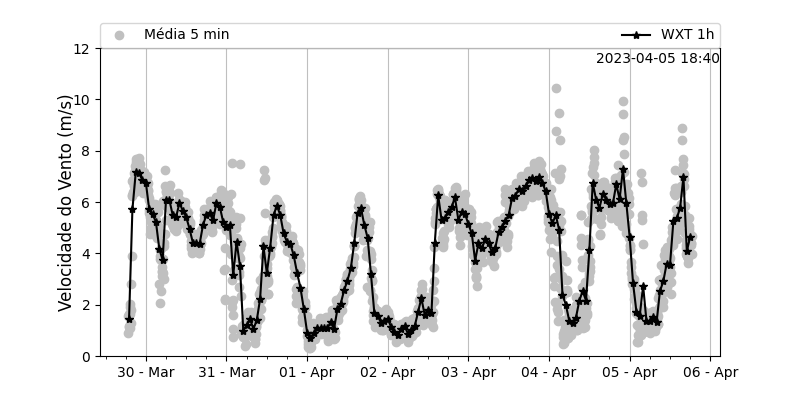 Média 5 min
WXT 1h
2023-04-05 18:40
Velocidade do Vento (m/s)
12
10
8
6
4
2
0
30 - Mar
31 - Mar
01 - Apr
02 - Apr
03 - Apr
04 - Apr
05 - Apr
06 - Apr